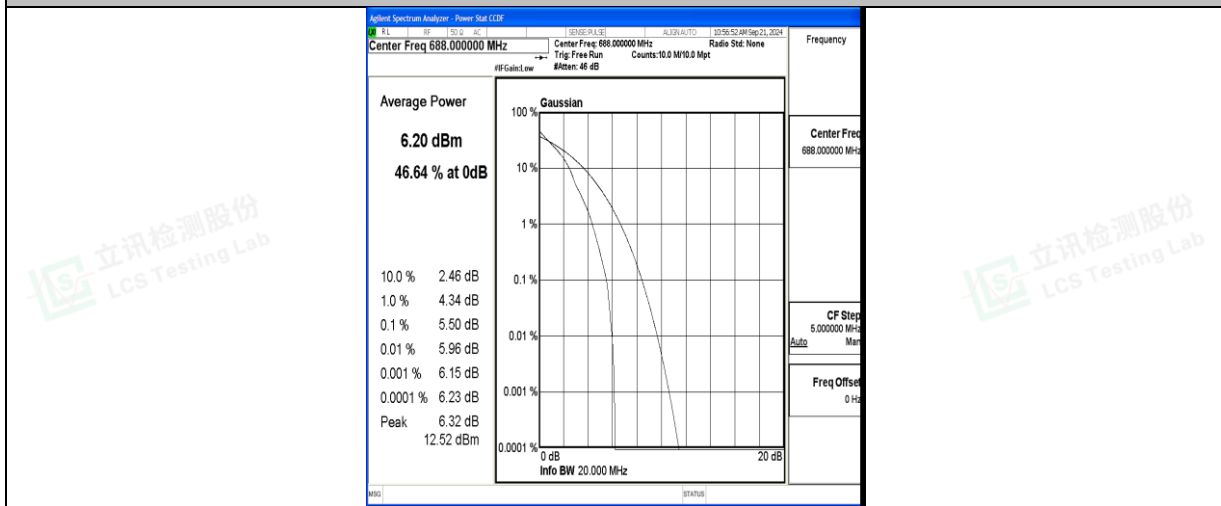 Agilent Spectrum Analyzer - Power Stat CCDF
RL RF 50 Ω AC SENSE:PULSE ALIGNAUTO 10:56:52 AM Sep 21, 2024
Center Freq 688.000000 MHz
Center Freq: 688.000000 MHz Radio Std: None
Trig: Free Run Counts:10.0 M/10.0 Mpt
#IFGain:Low #Atten: 46 dB
Frequency
Center Freq
688.000000 MHz
CF Step
5.000000 MHz
Auto Man
Freq Offset
0 Hz
Average Power
6.20 dBm
46.64 % at 0dB
10.0 % 2.46 dB
1.0 % 4.34 dB
0.1 % 5.50 dB
0.01 % 5.96 dB
0.001 % 6.15 dB
0.0001 % 6.23 dB
Peak 6.32 dB
12.52 dBm
Gaussian
100 %
10 %
1 %
0.1 %
0.01 %
0.001 %
0.0001 %
0 dB 20 dB
Info BW 20.000 MHz
MSG STATUS
立讯检测股份
LCS Testing Lab
立讯检测股份
LCS Testing Lab